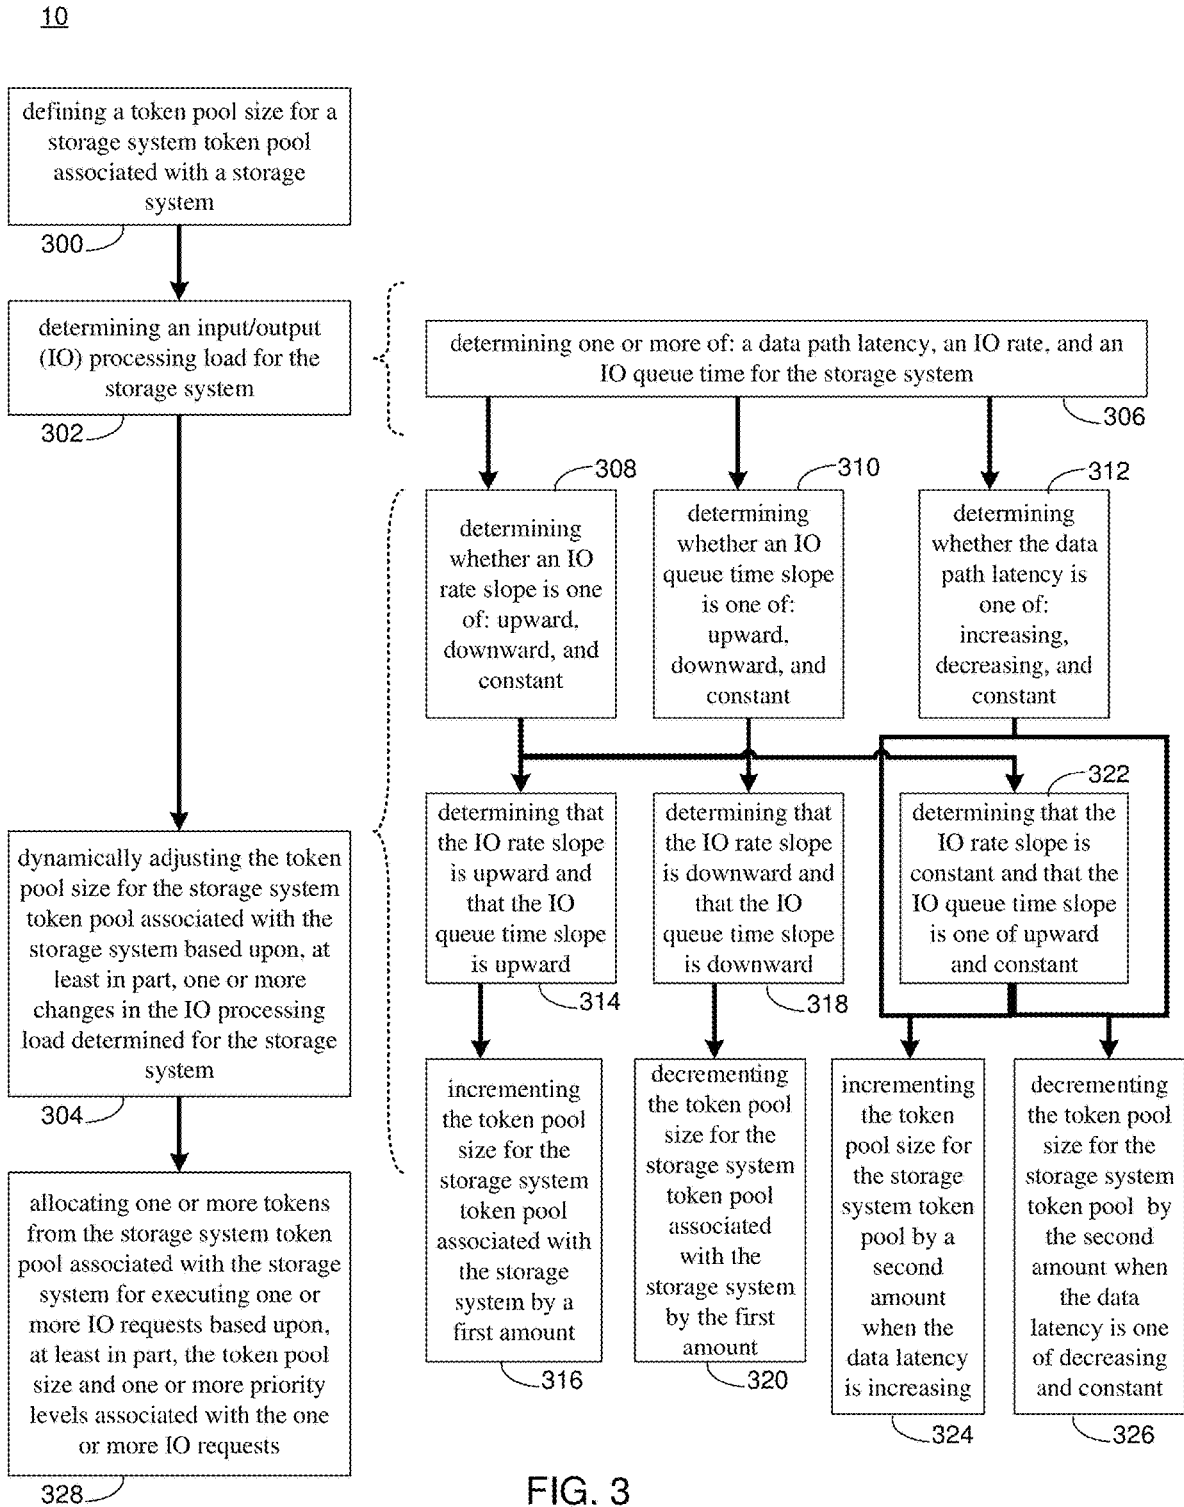 10
defining a token pool size for a
storage system token pool
associated with a storage
system
300
determining an input/output
(IO) processing load for the
storage system
302
determining one or more of: a data path latency, an IO rate, and an
IO queue time for the storage system
306
308
determining
whether an IO
rate slope is one
of: upward,
downward, and
constant
310
determining
whether an IO
queue time slope
is one of:
upward,
downward, and
constant
312
determining
whether the data
path latency is
one of:
increasing,
decreasing, and
constant
determining that
the IO rate slope
is upward and
that the IO
queue time slope
is upward
314
determining that
the IO rate slope
is downward and
that the IO
queue time slope
is downward
318
322
determining that the
IO rate slope is
constant and that the
IO queue time slope
is one of upward
and constant
dynamically adjusting the token
pool size for the storage system
token pool associated with the
storage system based upon, at
least in part, one or more
changes in the IO processing
load determined for the storage
system
304
incrementing
the token pool
size for the
storage system
token pool
associated with
the storage
system by a
first amount
316
decrementing
the token pool
size for the
storage system
token pool
associated
with the
storage system
by the first
amount
320
incrementing
the token
pool size for
the storage
system token
pool by a
second
amount
when the
data latency
is increasing
324
decrementing
the token pool
size for the
storage system
token pool by
the second
amount when
the data
latency is one
of decreasing
and constant
326
allocating one or more tokens
from the storage system token
pool associated with the storage
system for executing one or
more IO requests based upon,
at least in part, the token pool
size and one or more priority
levels associated with the one
or more IO requests
328
FIG. 3